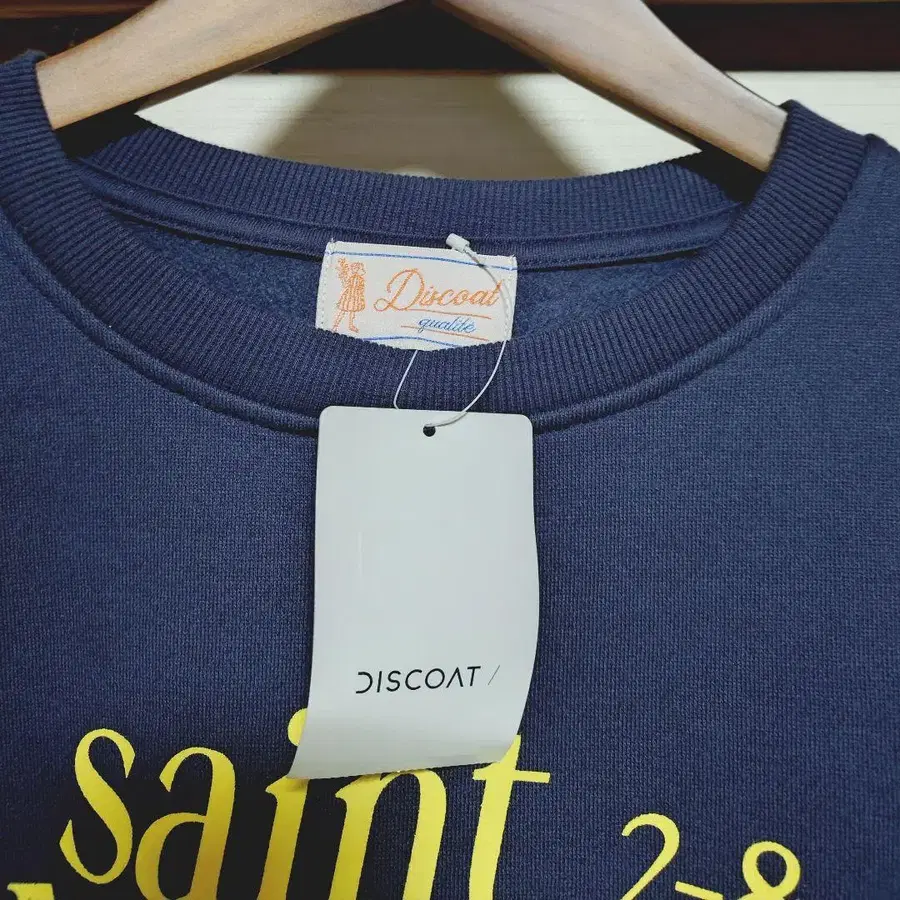 Discoat
qualité
DISCOAT /
saint
2-8